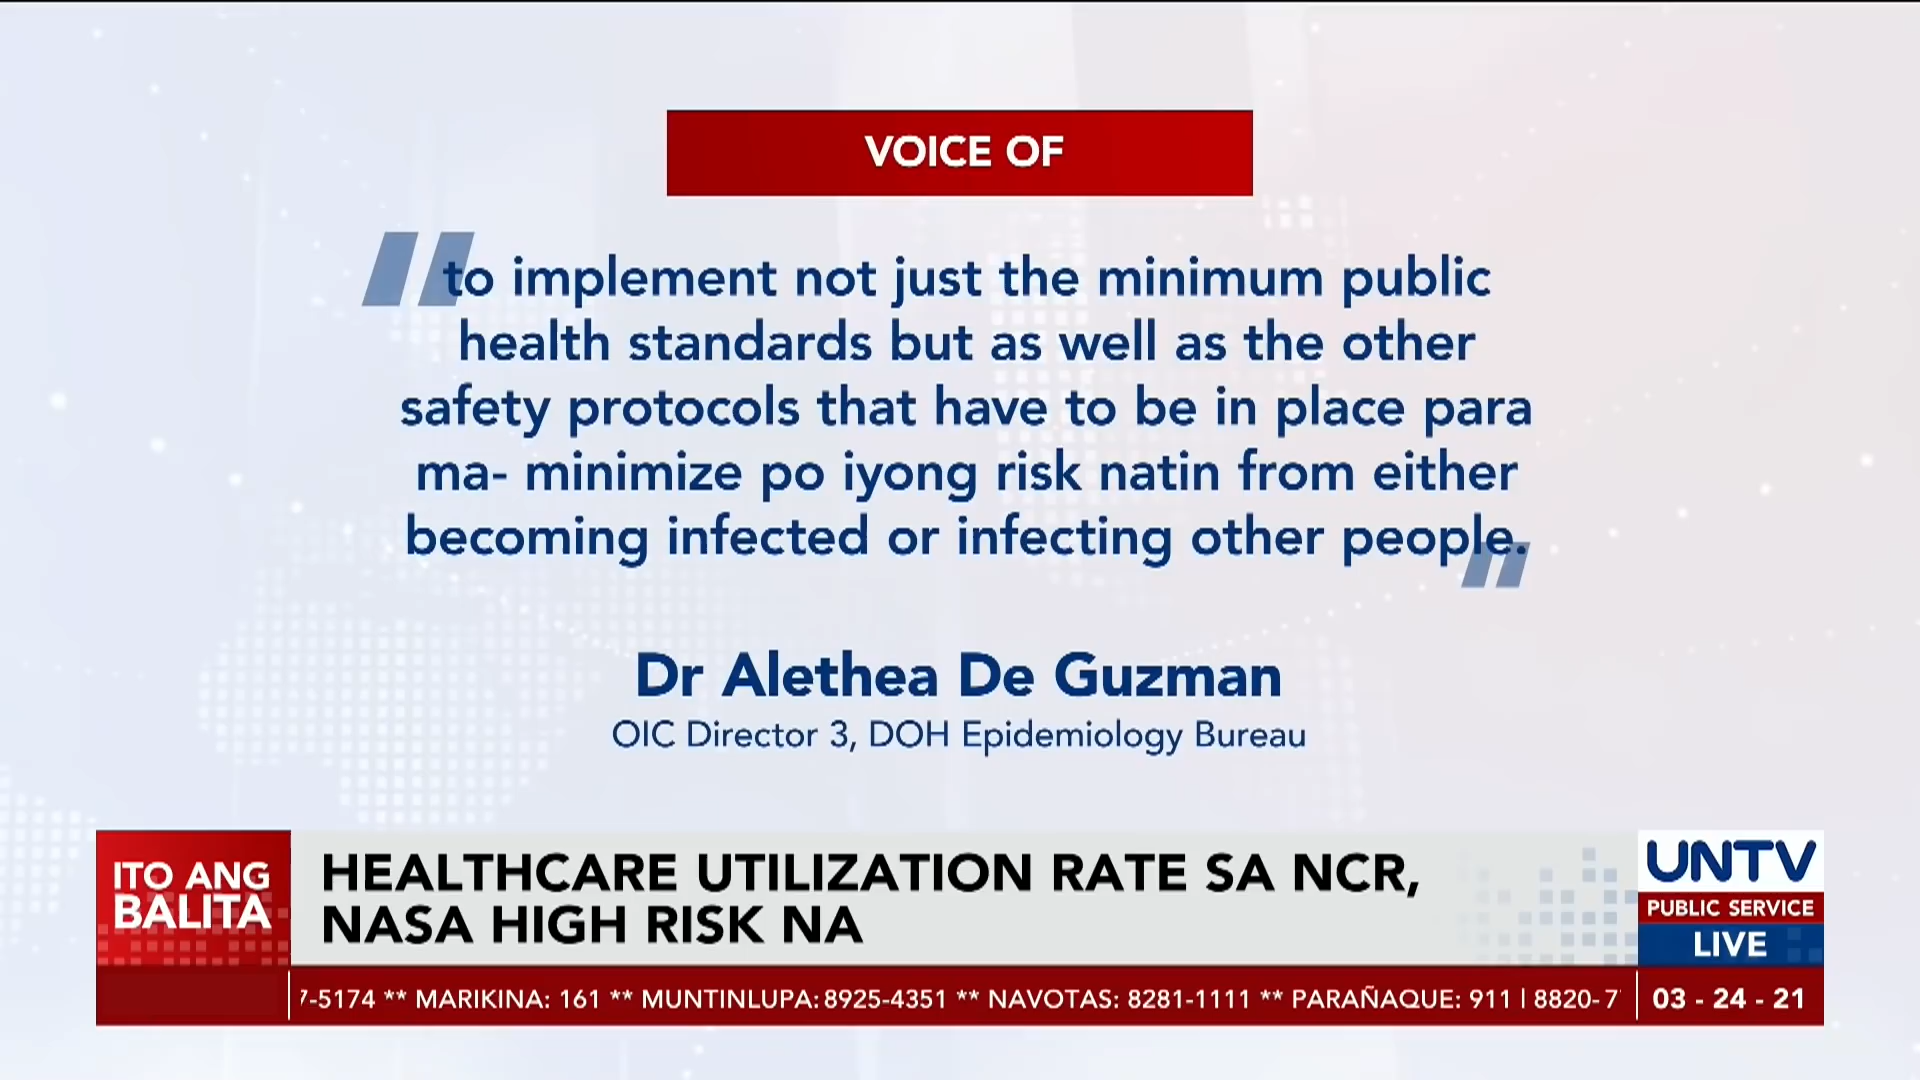 VOICE OF
to implement not just the minimum public
health standards but as well as the other
safety protocols that have to be in place para
ma- minimize po iyong risk natin from either
becoming infected or infecting other people.
Dr Alethea De Guzman
OIC Director 3, DOH Epidemiology Bureau
ITO ANG
BALITA
HEALTHCARE UTILIZATION RATE SA NCR,
NASA HIGH RISK NA
UNTV
PUBLIC SERVICE
LIVE
7-5174 ** MARIKINA: 161 ** MUNTINLUPA: 8925-4351 ** NAVOTAS: 8281-1111 ** PARAÑAQUE: 911 | 8820-7
03 - 24 - 21